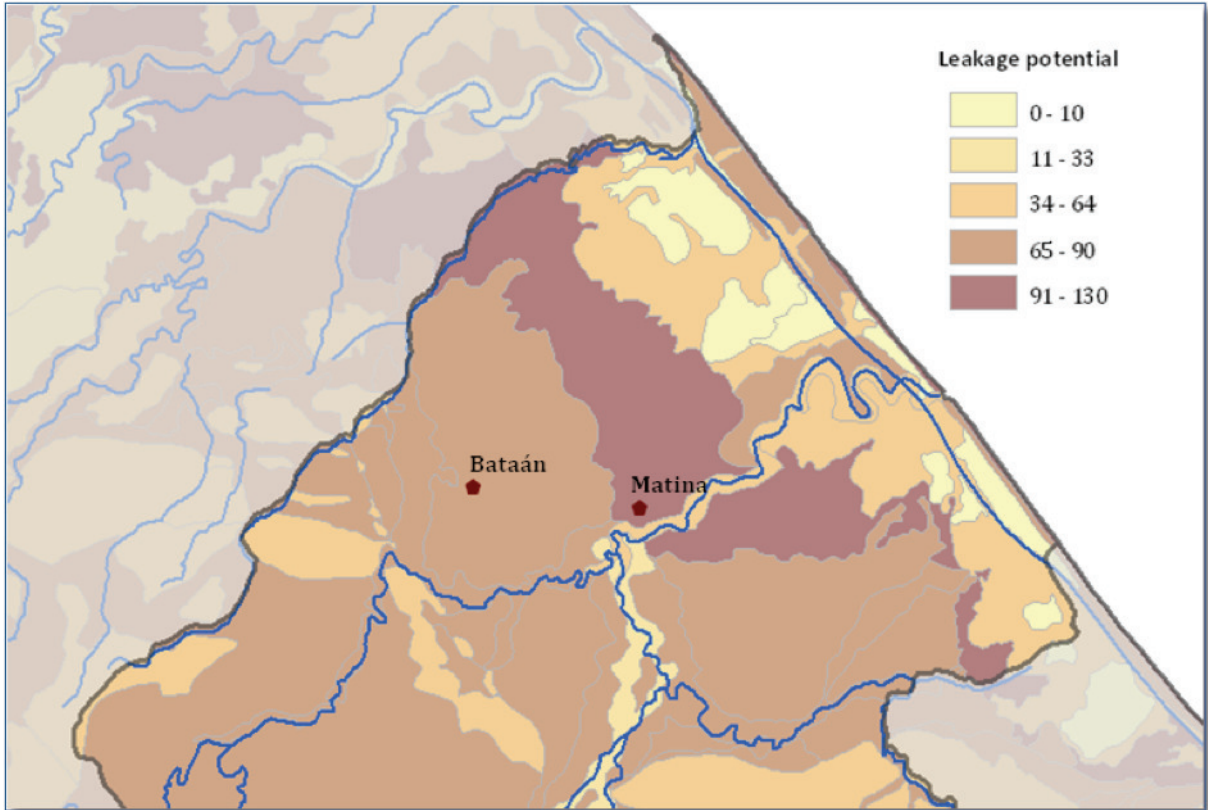 Leakage potential
0 - 10
11 - 33
34 - 64
65 - 90
91 - 130
Bataán
Matina